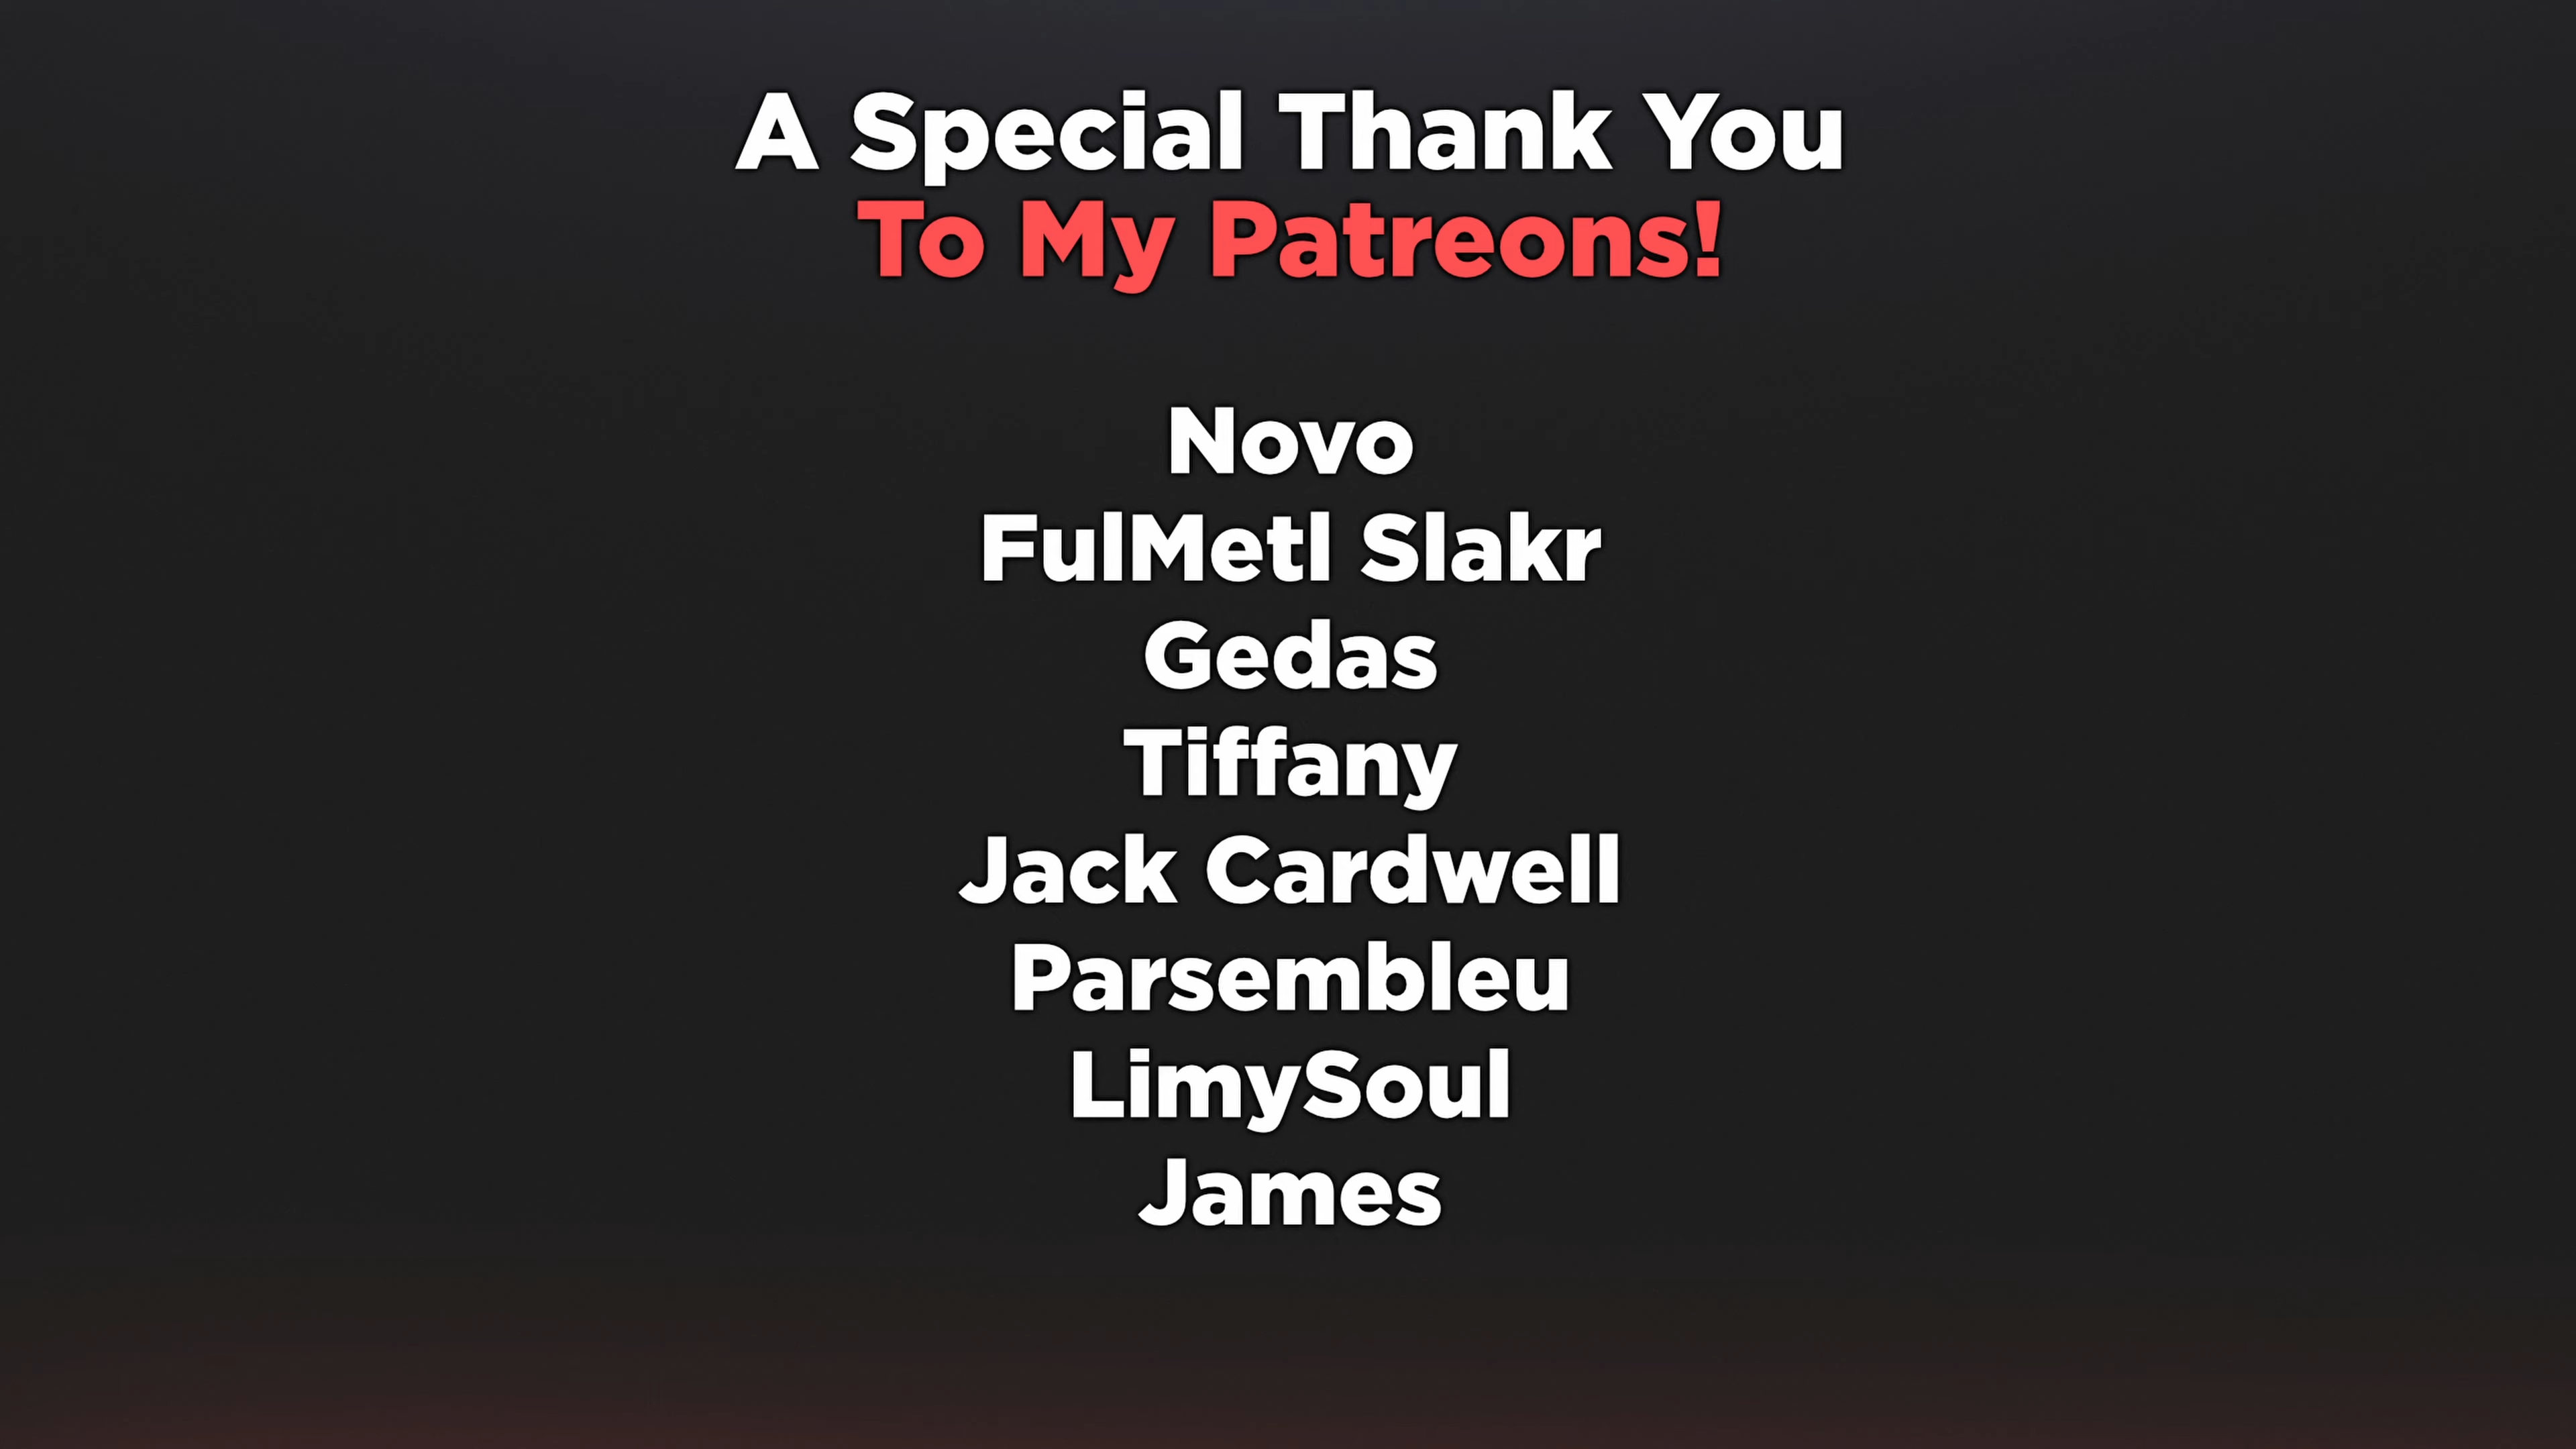 A Special Thank You
To My Patreons!
Novo
FulMetl Slakr
Gedas
Tiffany
Jack Cardwell
Parsembleu
LimySoul
James